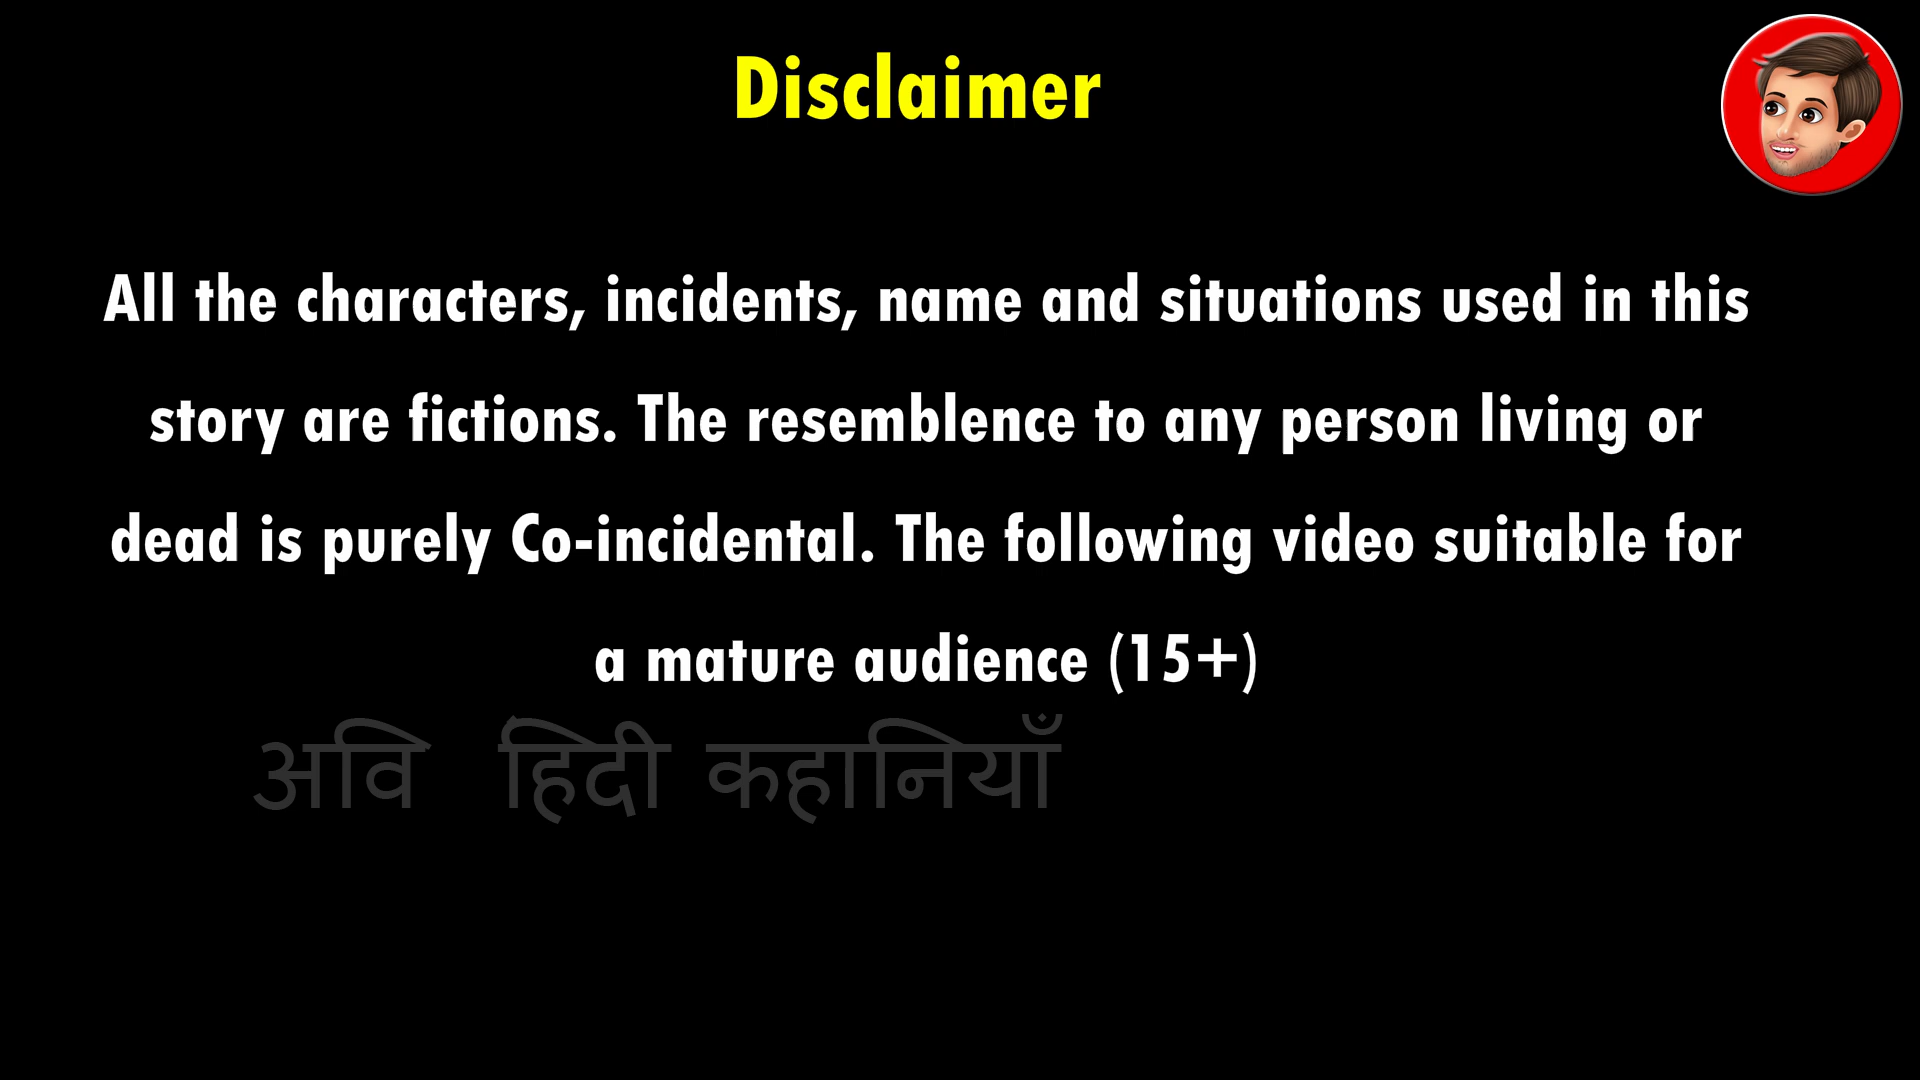 Disclaimer
All the characters, incidents, name and situations used in this
story are fictions. The resemblence to any person living or
dead is purely Co-incidental. The following video suitable for
a mature audience (15+)
अवि हिंदी कहानियाँ